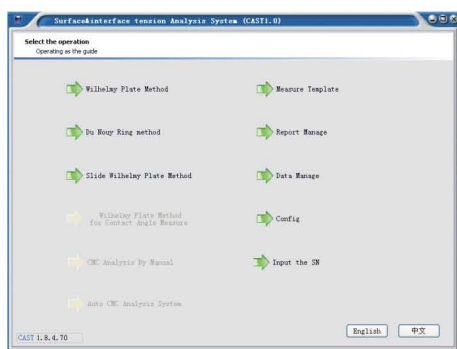 Surface&interface tension Analysis System (CAST1.0)
Select the operation
Operating as the guide
Wilhelmy Plate Method
Du Nouy Ring method
Slide Wilhelmy Plate Method
Wilhelmy Plate Method
for Contact Angle Measure
CMC Analysis By Manual
Auto CMC Analysis System
Measure Template
Report Manage
Data Manage
Config
Input the SN
English
中文
CAST 1.8.4.70